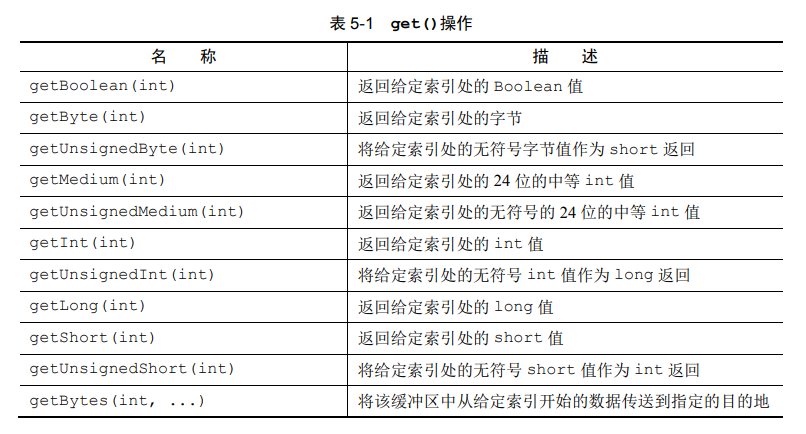 表 5-1 get()操作
名 称 描 述
getBoolean(int) 返回给定索引处的 Boolean 值
getByte(int) 返回给定索引处的字节
getUnsignedByte(int) 将给定索引处的无符号字节值作为 short 返回
getMedium(int) 返回给定索引处的 24 位的中等 int 值
getUnsignedMedium(int) 返回给定索引处的无符号的 24 位的中等 int 值
getInt(int) 返回给定索引处的 int 值
getUnsignedInt(int) 将给定索引处的无符号 int 值作为 long 返回
getLong(int) 返回给定索引处的 long 值
getShort(int) 返回给定索引处的 short 值
getUnsignedShort(int) 将给定索引处的无符号 short 值作为 int 返回
getBytes(int, ...) 将该缓冲区中从给定索引开始的数据传送到指定的目的地